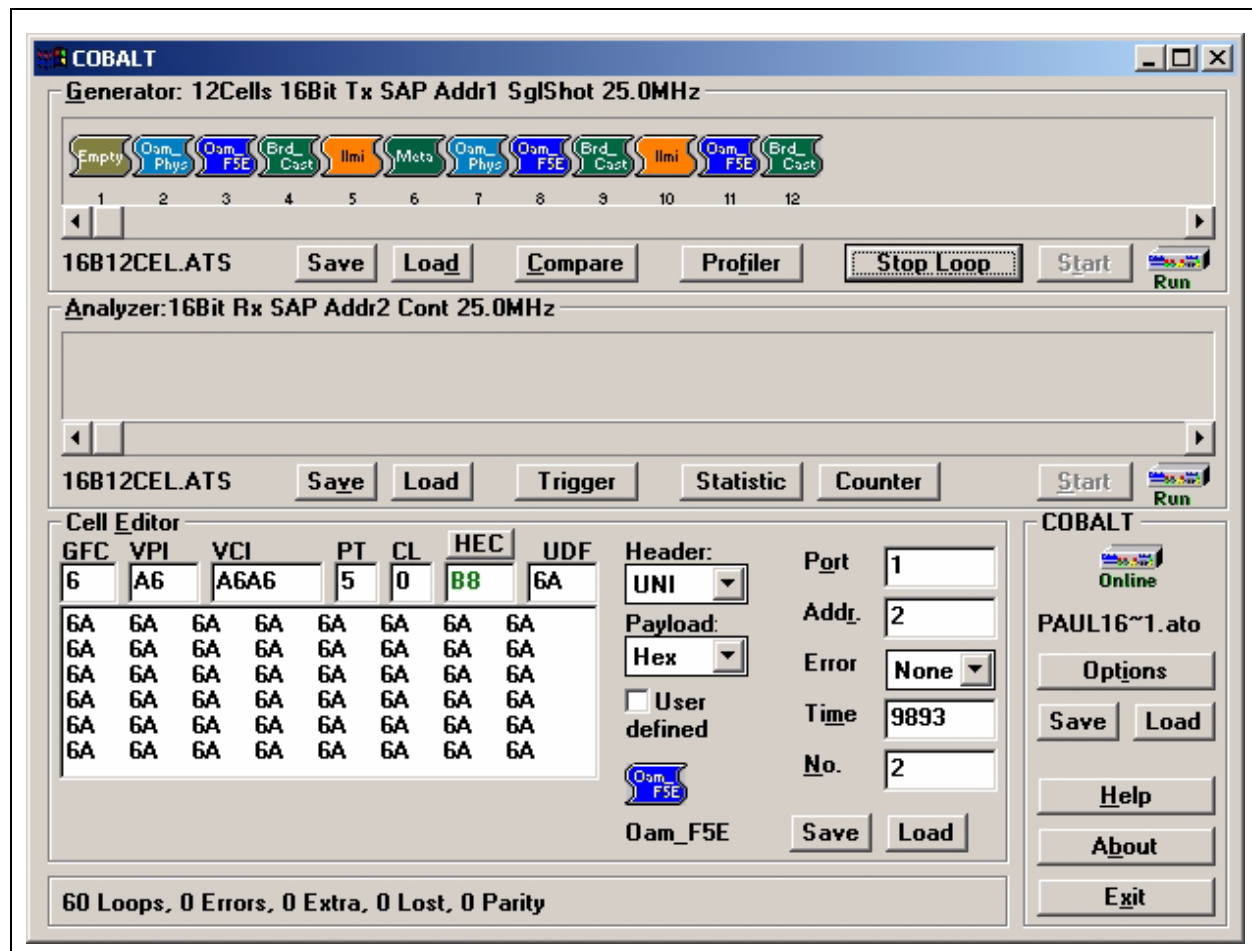 COBALT
Generator: 12Cells 16Bit Tx SAP Addr1 SglShot 25.0MHz
Empty Oam_Phys Oam_F5E Brd_Cast Ilmi Meta Oam_Phys Oam_F5E Brd_Cast Ilmi Oam_F5E Brd_Cast
1 2 3 4 5 6 7 8 9 10 11 12
16B12CEL.ATS Save Load Compare Profiler Stop Loop Start Run
Analyzer:16Bit Rx SAP Addr2 Cont 25.0MHz
16B12CEL.ATS Save Load Trigger Statistic Counter Start Run
Cell Editor
GFC VPI VCI PT CL HEC UDF
6 A6 A6A6 5 0 B8 6A
6A 6A 6A 6A 6A 6A 6A 6A
6A 6A 6A 6A 6A 6A 6A 6A
6A 6A 6A 6A 6A 6A 6A 6A
6A 6A 6A 6A 6A 6A 6A 6A
6A 6A 6A 6A 6A 6A 6A 6A
6A 6A 6A 6A 6A 6A 6A 6A
Header:
UNI
Payload:
Hex
User
defined
Oam_
F5E
Oam_F5E
Port 1
Addr. 2
Error None
Time 9893
No. 2
Save Load
COBALT
Online
PAUL16~1.ato
Options
Save Load
Help
About
Exit
60 Loops, 0 Errors, 0 Extra, 0 Lost, 0 Parity